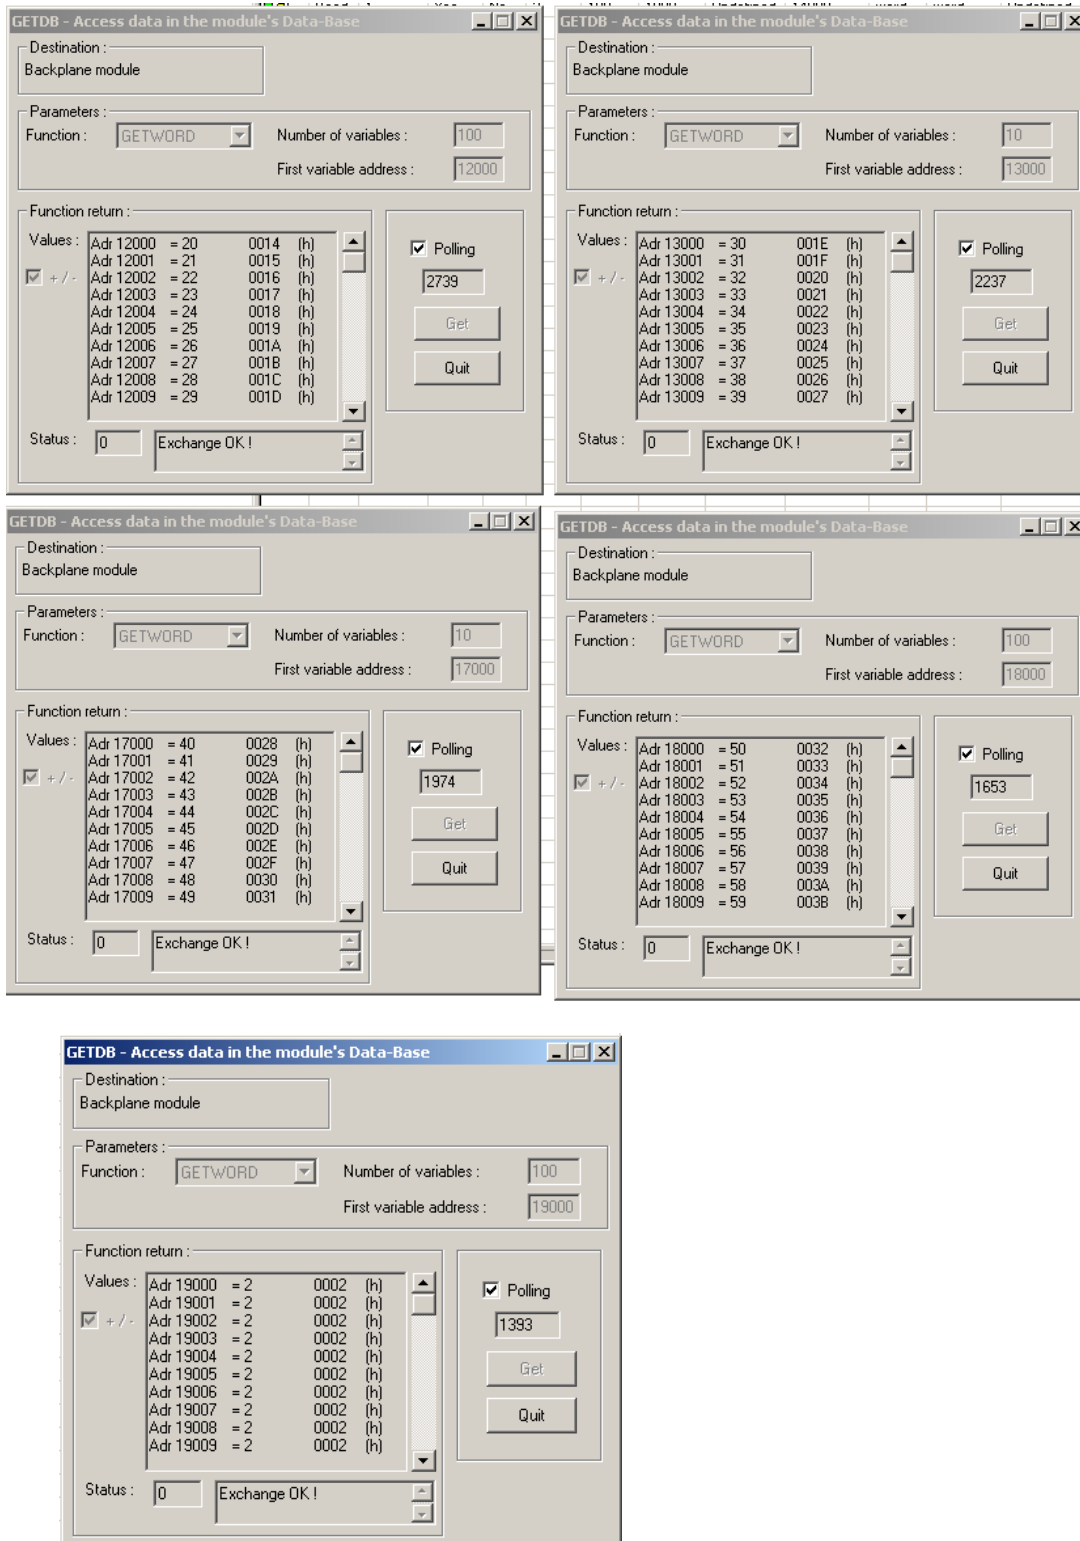 GETDB - Access data in the module's Data-Base
Destination :
Backplane module
Parameters :
Function : GETWORD Number of variables : 100
First variable address : 12000
Function return :
Values : Adr 12000 = 20 0014 (h)
Adr 12001 = 21 0015 (h) Polling
+ / - Adr 12002 = 22 0016 (h)
Adr 12003 = 23 0017 (h) 2739
Adr 12004 = 24 0018 (h)
Adr 12005 = 25 0019 (h) Get
Adr 12006 = 26 001A (h)
Adr 12007 = 27 001B (h) Quit
Adr 12008 = 28 001C (h)
Adr 12009 = 29 001D (h)
Status : 0 Exchange OK !
GETDB - Access data in the module's Data-Base
Destination :
Backplane module
Parameters :
Function : GETWORD Number of variables : 10
First variable address : 13000
Function return :
Values : Adr 13000 = 30 001E (h)
Adr 13001 = 31 001F (h) Polling
+ / - Adr 13002 = 32 0020 (h)
Adr 13003 = 33 0021 (h) 2237
Adr 13004 = 34 0022 (h)
Adr 13005 = 35 0023 (h) Get
Adr 13006 = 36 0024 (h)
Adr 13007 = 37 0025 (h) Quit
Adr 13008 = 38 0026 (h)
Adr 13009 = 39 0027 (h)
Status : 0 Exchange OK !
GETDB - Access data in the module's Data-Base
Destination :
Backplane module
Parameters :
Function : GETWORD Number of variables : 10
First variable address : 17000
Function return :
Values : Adr 17000 = 40 0028 (h)
Adr 17001 = 41 0029 (h) Polling
+ / - Adr 17002 = 42 002A (h)
Adr 17003 = 43 002B (h) 1974
Adr 17004 = 44 002C (h)
Adr 17005 = 45 002D (h) Get
Adr 17006 = 46 002E (h)
Adr 17007 = 47 002F (h) Quit
Adr 17008 = 48 0030 (h)
Adr 17009 = 49 0031 (h)
Status : 0 Exchange OK !
GETDB - Access data in the module's Data-Base
Destination :
Backplane module
Parameters :
Function : GETWORD Number of variables : 100
First variable address : 18000
Function return :
Values : Adr 18000 = 50 0032 (h)
Adr 18001 = 51 0033 (h) Polling
+ / - Adr 18002 = 52 0034 (h)
Adr 18003 = 53 0035 (h) 1653
Adr 18004 = 54 0036 (h)
Adr 18005 = 55 0037 (h) Get
Adr 18006 = 56 0038 (h)
Adr 18007 = 57 0039 (h) Quit
Adr 18008 = 58 003A (h)
Adr 18009 = 59 003B (h)
Status : 0 Exchange OK !
GETDB - Access data in the module's Data-Base
Destination :
Backplane module
Parameters :
Function : GETWORD Number of variables : 100
First variable address : 19000
Function return :
Values : Adr 19000 = 2 0002 (h) Polling
Adr 19001 = 2 0002 (h)
+ / - Adr 19002 = 2 0002 (h) 1393
Adr 19003 = 2 0002 (h)
Adr 19004 = 2 0002 (h)
Adr 19005 = 2 0002 (h) Get
Adr 19006 = 2 0002 (h)
Adr 19007 = 2 0002 (h) Quit
Adr 19008 = 2 0002 (h)
Adr 19009 = 2 0002 (h)
Status : 0 Exchange OK !